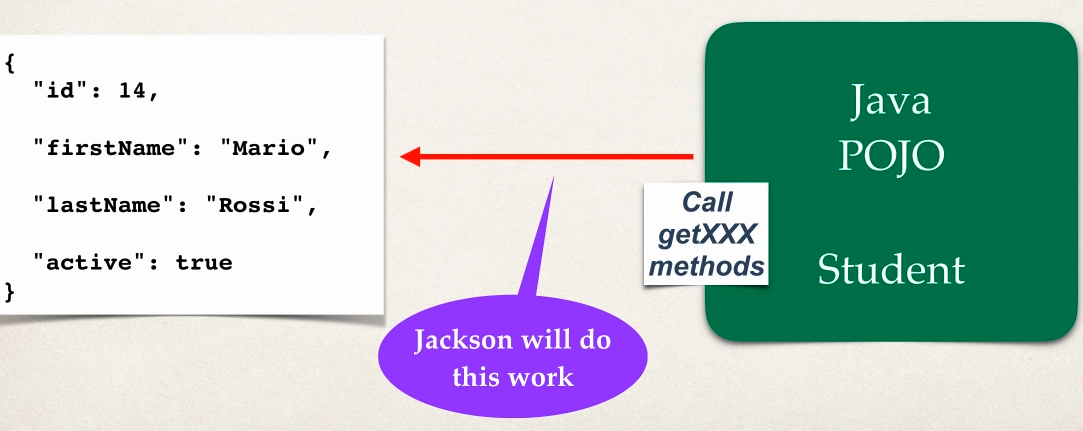 {
"id": 14,
"firstName": "Mario",
"lastName": "Rossi",
"active": true
}
Jackson will do
this work
Call
getXXX
methods
Java
POJO
Student